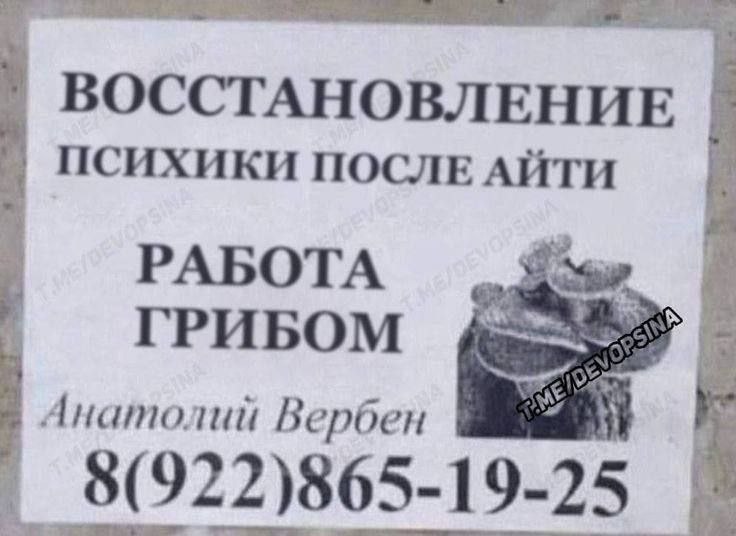 ВОССТАНОВЛЕНИЕ
ПСИХИКИ ПОСЛЕ АЙТИ
РАБОТА
ГРИБОМ
Анатолий Вербен
8(922)865-19-25
T.ME/DEVOPSINA